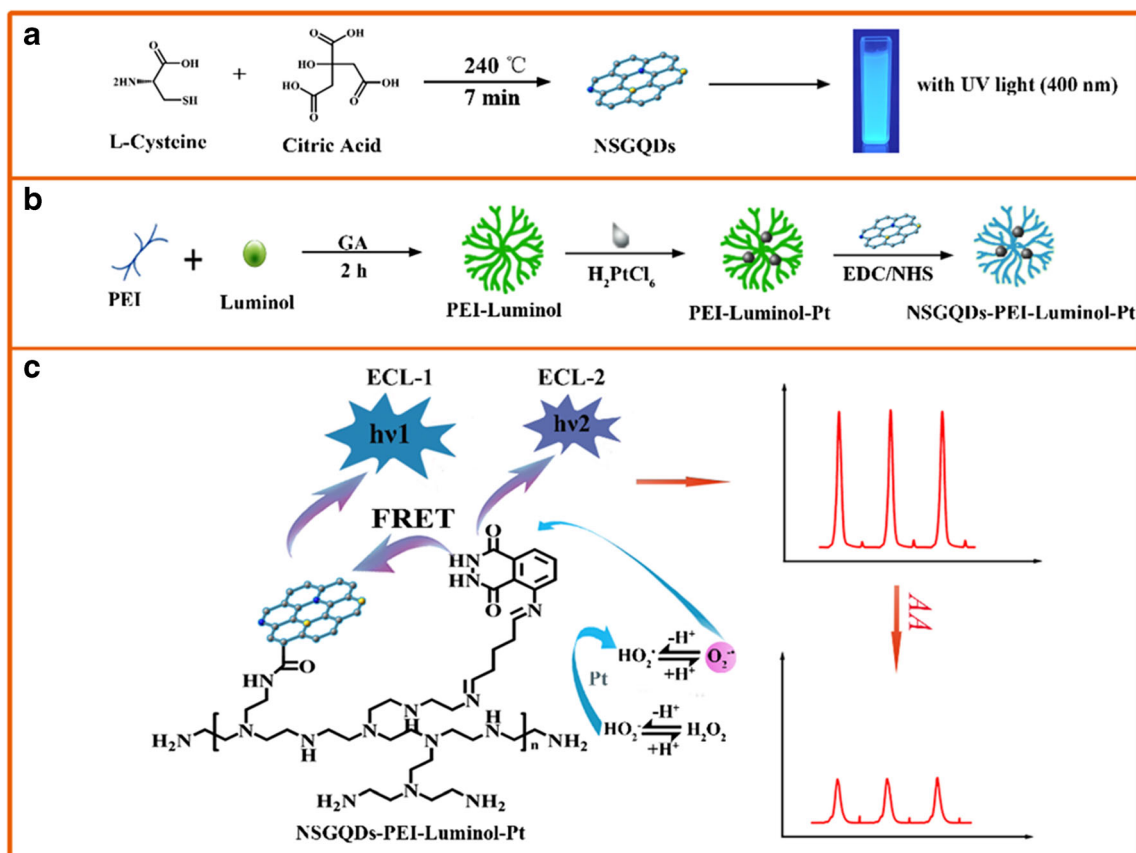 a
O
OH
2HN
SH
L-Cysteine
+
O
OH
HO
O
OH
HO
O
Citric Acid
240 ℃
7 min
NSGQDs
with UV light (400 nm)
b
PEI
+
Luminol
GA
2 h
PEI-Luminol
H2PtCl6
PEI-Luminol-Pt
EDC/NHS
NSGQDs-PEI-Luminol-Pt
c
ECL-1
hν1
ECL-2
hν2
FRET
O
NH
HN
O
N
O
HN
N
N
H
N
H
N
N
H
N
H2N
n
NH2
N
H2N
NH2
NSGQDs-PEI-Luminol-Pt
Pt
HO2·
-H+
+H+
O2·-
HO2-
-H+
+H+
H2O2
AA